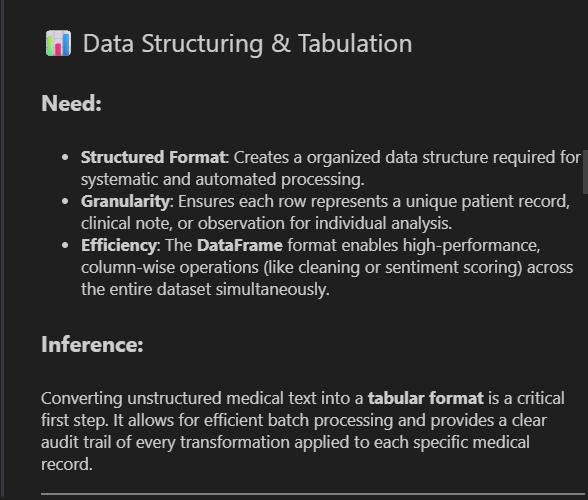 📊 Data Structuring & Tabulation
Need:
• Structured Format: Creates a organized data structure required for
systematic and automated processing.
• Granularity: Ensures each row represents a unique patient record,
clinical note, or observation for individual analysis.
• Efficiency: The DataFrame format enables high-performance,
column-wise operations (like cleaning or sentiment scoring) across
the entire dataset simultaneously.
Inference:
Converting unstructured medical text into a tabular format is a critical
first step. It allows for efficient batch processing and provides a clear
audit trail of every transformation applied to each specific medical
record.